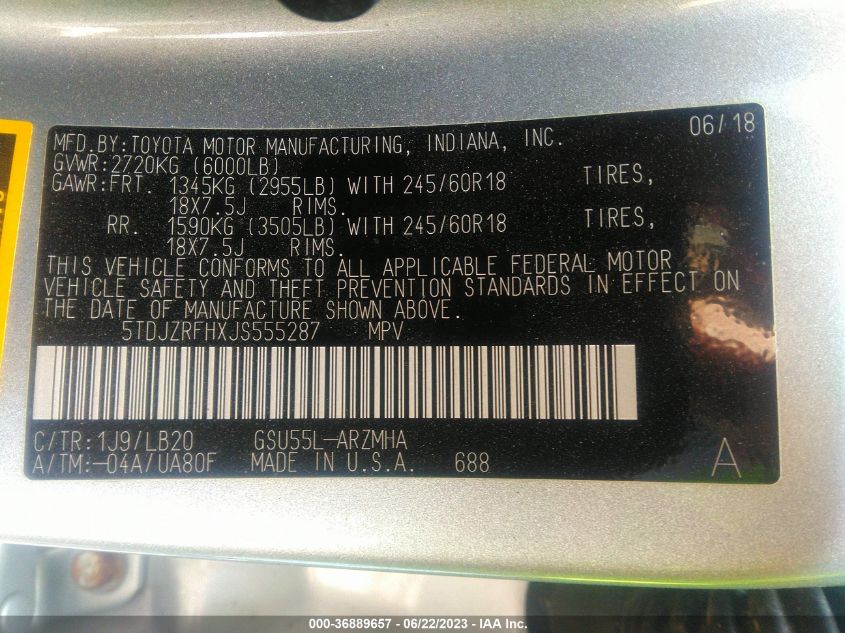 06/18
MFD.BY:TOYOTA MOTOR MANUFACTURING, INDIANA, INC.
GVWR:2720KG (6000LB)
GAWR:FRT. 1345KG (2955LB) WITH 245/60R18 TIRES,
18X7.5J RIMS.
RR. 1590KG (3505LB) WITH 245/60R18 TIRES,
18X7.5J RIMS.
THIS VEHICLE CONFORMS TO ALL APPLICABLE FEDERAL MOTOR
VEHICLE SAFETY AND THEFT PREVENTION STANDARDS IN EFFECT ON
THE DATE OF MANUFACTURE SHOWN ABOVE.
5TDJZRFHXJS555287 MPV
C/TR:1J9/LB20 GSU55L-ARZMHA
A/TM:-04A/UA80F MADE IN U.S.A. 688
A
000-36889657 - 06/22/2023 - IAA Inc.